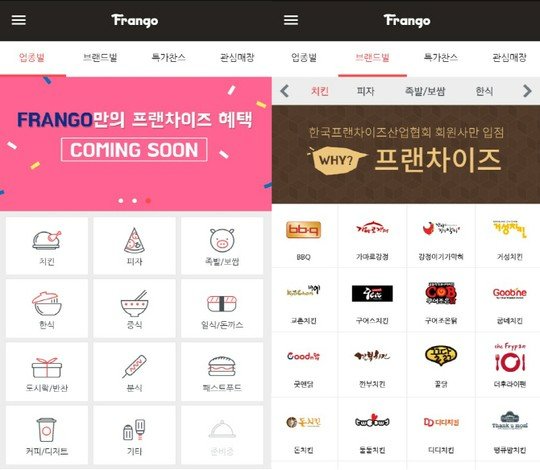 Frango
업종별 브랜드별 특가찬스 관심매장
FRANGO만의 프랜차이즈 혜택
COMING SOON
치킨 피자 족발/보쌈
한식 중식 일식/돈까스
도시락/반찬 분식 패스트푸드
커피/디저트 기타 준비중
Frango
업종별 브랜드별 특가찬스 관심매장
치킨 피자 족발/보쌈 한식
한국프랜차이즈산업협회 회원사만 입점
WHY? 프랜차이즈
bb.q 거성치킨
BBQ 가마로강정 강정이기가막혀 거성치킨
KyoChon Goobne
교촌치킨 구어스치킨 구어조은닭 굽네치킨
꿀닭 the Frypan
굿앤닭 깐부치킨 꿀닭 더후라이팬
돈치킨 디디치킨 Thank u mom
돈치킨 둘둘치킨 디디치킨 땡큐맘치킨